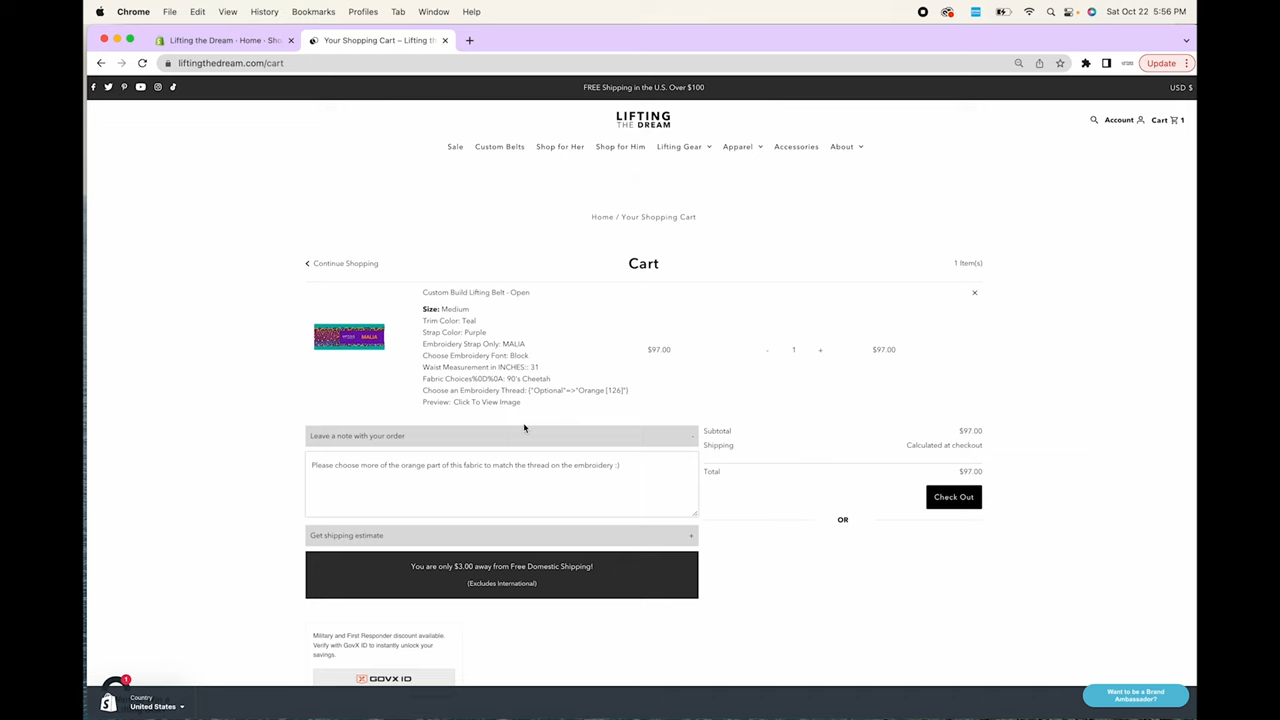 Chrome File Edit View History Bookmarks Profiles Tab Window Help Sat Oct 22 5:56 PM
Lifting the Dream · Home · Sho × Your Shopping Cart – Lifting th × +
liftingthedream.com/cart Update
FREE Shipping in the U.S. Over $100 USD $
LIFTING
THE DREAM
Account Cart 1
Sale Custom Belts Shop for Her Shop for Him Lifting Gear Apparel Accessories About
Home / Your Shopping Cart
Continue Shopping Cart 1 Item(s)
Custom Build Lifting Belt - Open ×
Size: Medium
Trim Color: Teal
Strap Color: Purple
MALIA
Embroidery Strap Only: MALIA
$97.00 - 1 + $97.00
Choose Embroidery Font: Block
Waist Measurement in INCHES:: 31
Fabric Choices%0D%0A: 90's Cheetah
Choose an Embroidery Thread: {"Optional"=>"Orange [126]"}
Preview: Click To View Image
Leave a note with your order -
Subtotal $97.00
Shipping Calculated at checkout
Please choose more of the orange part of this fabric to match the thread on the embroidery :)
Total $97.00
Check Out
OR
Get shipping estimate +
You are only $3.00 away from Free Domestic Shipping!
(Excludes International)
Military and First Responder discount available.
Verify with GovX ID to instantly unlock your
savings.
GOVX ID
1
Country
United States
Want to be a Brand
Ambassador?